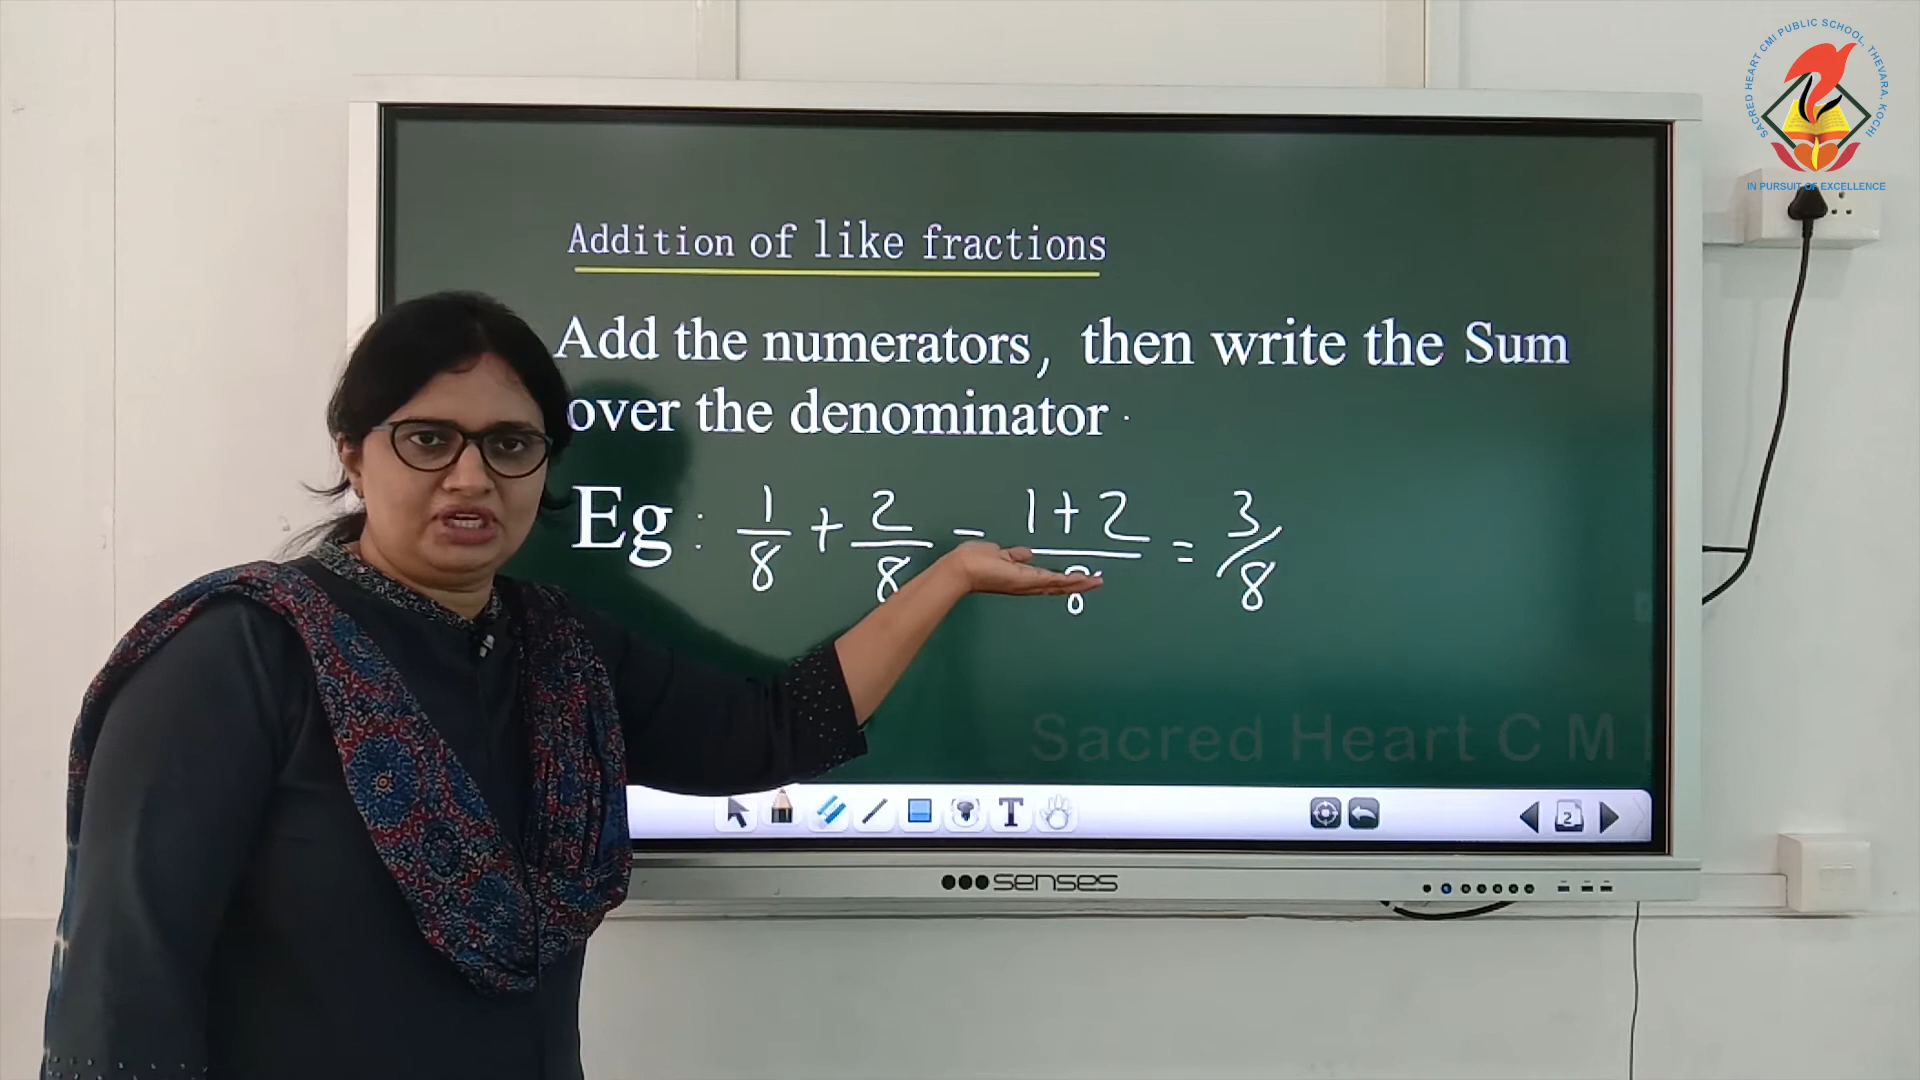 SACRED HEART CMI PUBLIC SCHOOL, THEVARA, KOCHI
IN PURSUIT OF EXCELLENCE
Addition of like fractions
Add the numerators, then write the Sum
over the denominator.
Eg: 1/8 + 2/8 = 1+2/8 = 3/8
Sacred Heart C M
T
2
senses